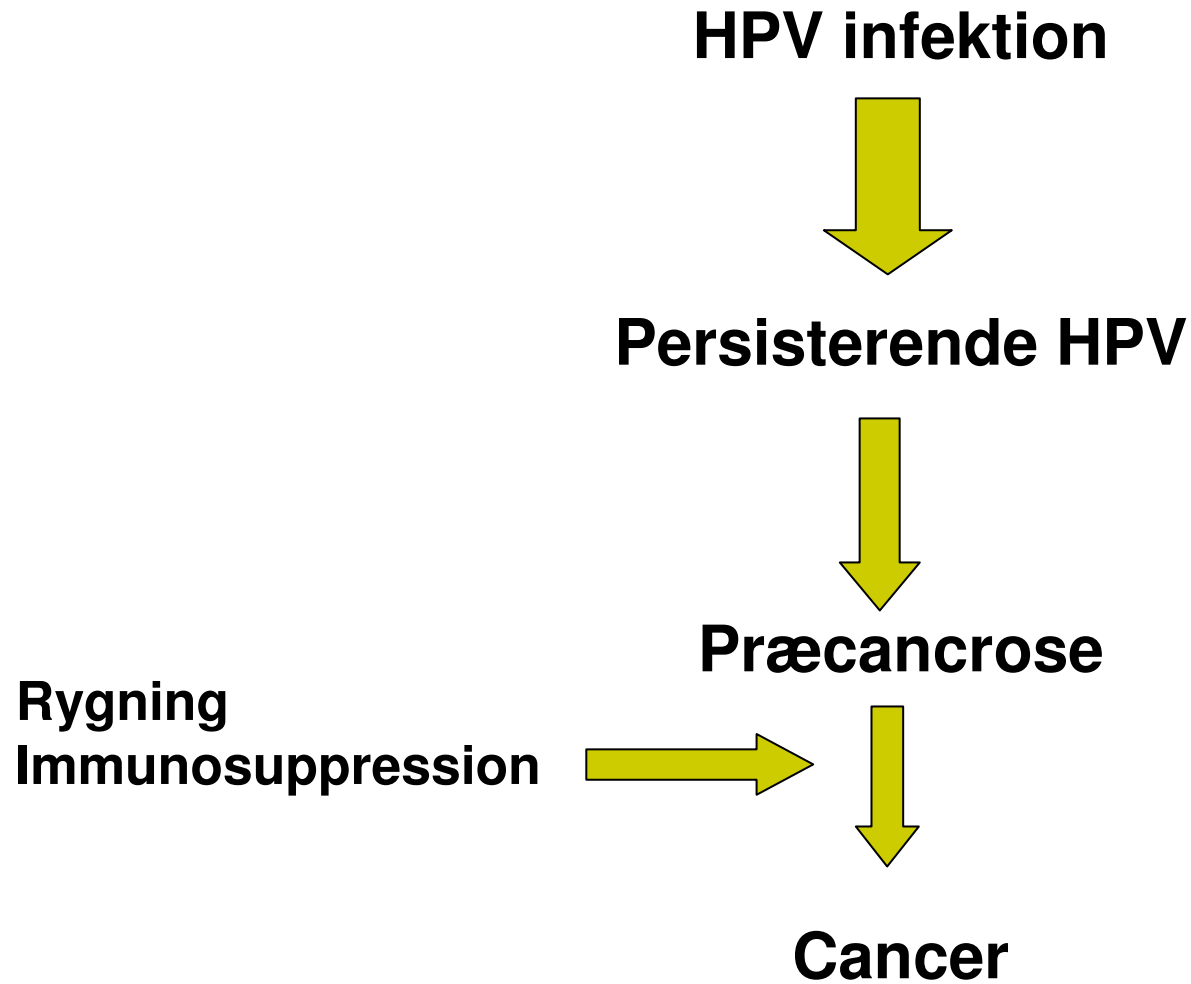 HPV infektion
Persisterende HPV
Præcancrose
Rygning
Immunosuppression
Cancer